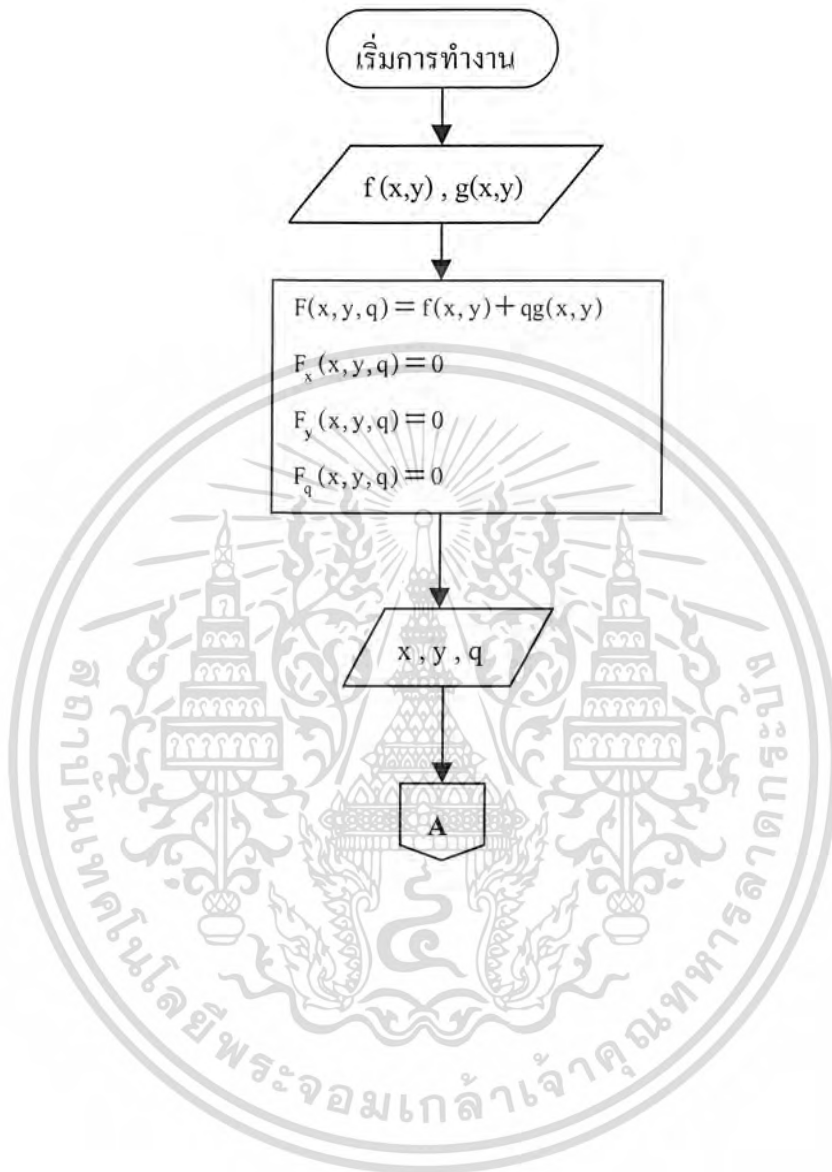 เริ่มการทำงาน
f (x,y) , g(x,y)
F(x, y, q) = f(x, y) + qg(x, y)
F_x (x, y, q) = 0
F_y (x, y, q) = 0
F_q (x, y, q) = 0
x , y , q
A
สถาบันเทคโนโลยีพระจอมเกล้าเจ้าคุณทหารลาดกระบัง